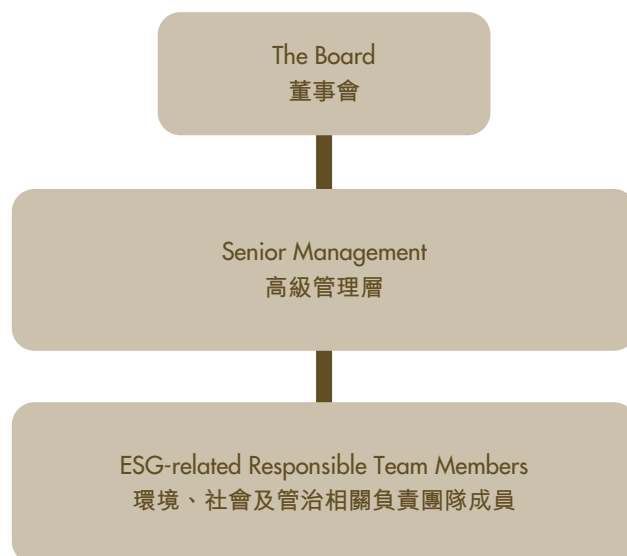 The Board
董事會
Senior Management
高級管理層
ESG-related Responsible Team Members
環境、社會及管治相關負責團隊成員